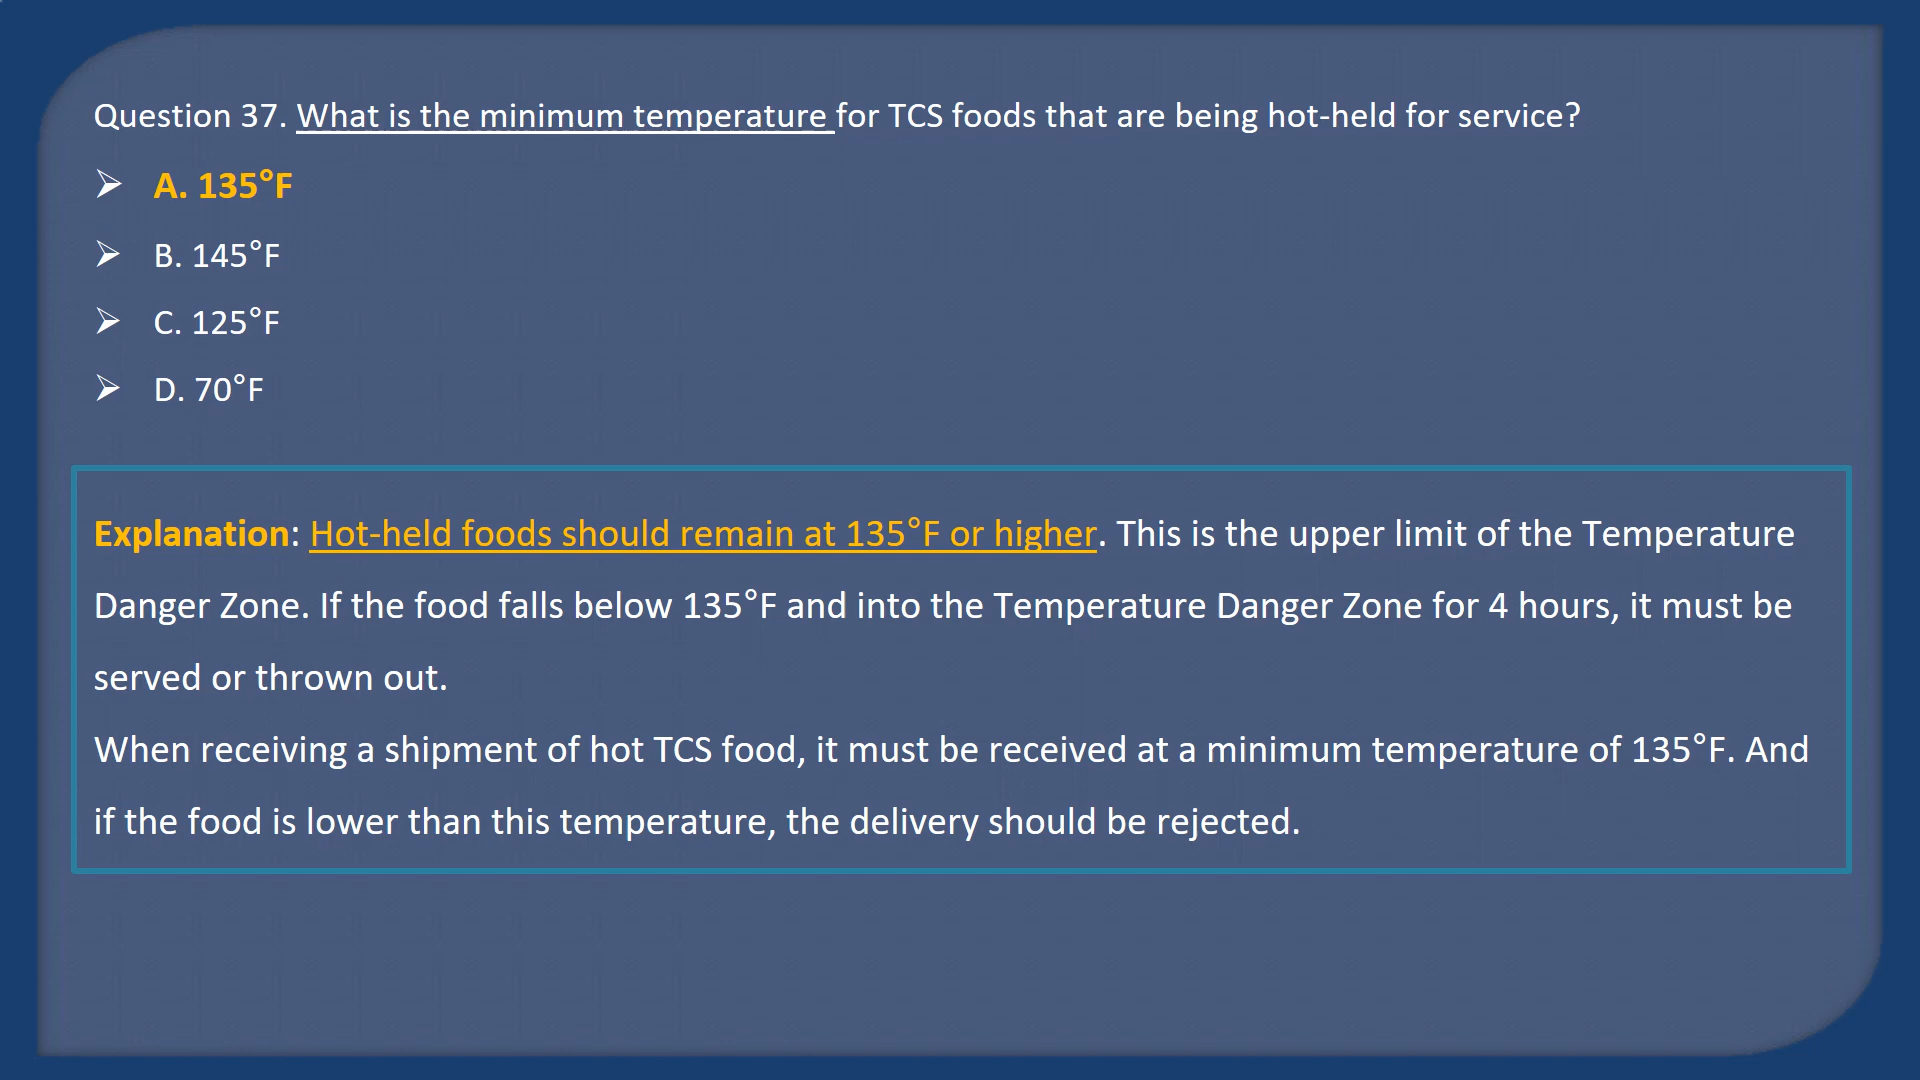 Question 37. What is the minimum temperature for TCS foods that are being hot-held for service?
➢ A. 135°F
➢ B. 145°F
➢ C. 125°F
➢ D. 70°F
Explanation: Hot-held foods should remain at 135°F or higher. This is the upper limit of the Temperature
Danger Zone. If the food falls below 135°F and into the Temperature Danger Zone for 4 hours, it must be
served or thrown out.
When receiving a shipment of hot TCS food, it must be received at a minimum temperature of 135°F. And
if the food is lower than this temperature, the delivery should be rejected.